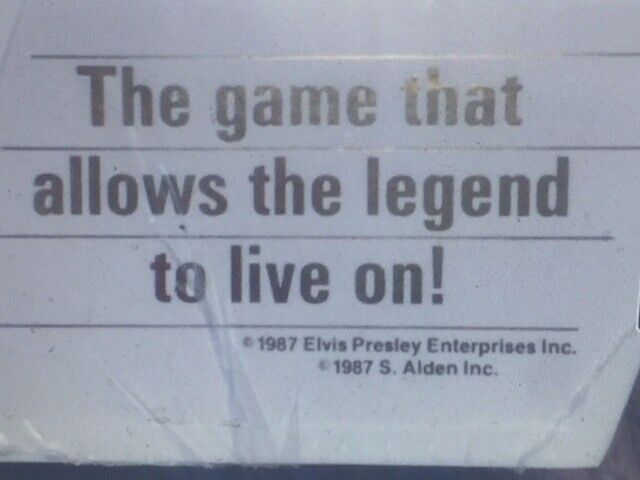 The game that
allows the legend
to live on!
©1987 Elvis Presley Enterprises Inc.
©1987 S. Alden Inc.